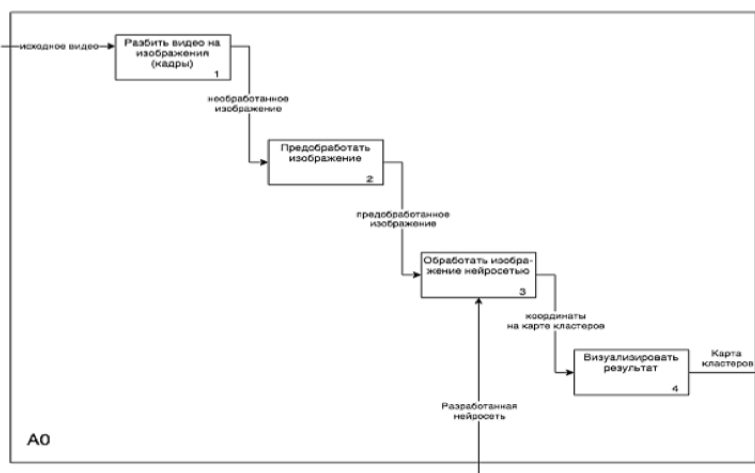 исходное видео
Разбить видео на
изображения
(кадры)
1
необработанное
изображение
Предобработать
изображение
2
предобработанное
изображение
Обработать изобра-
жение нейросетью
3
координаты
на карте кластеров
Визуализировать
результат
4
Карта
кластеров
Разработанная
нейросеть
A0